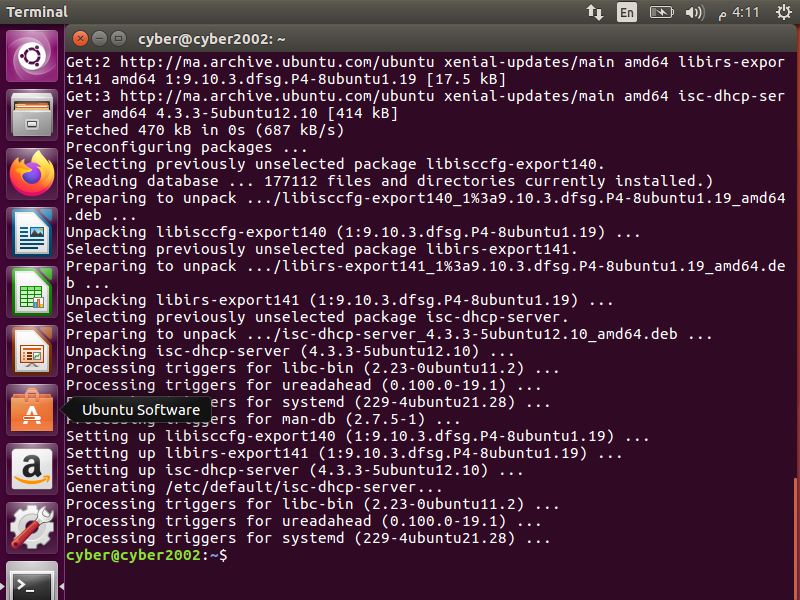 Terminal
En
م 4:11
cyber@cyber2002: ~
Get:2 http://ma.archive.ubuntu.com/ubuntu xenial-updates/main amd64 libirs-expor
t141 amd64 1:9.10.3.dfsg.P4-8ubuntu1.19 [17.5 kB]
Get:3 http://ma.archive.ubuntu.com/ubuntu xenial-updates/main amd64 isc-dhcp-ser
ver amd64 4.3.3-5ubuntu12.10 [414 kB]
Fetched 470 kB in 0s (687 kB/s)
Preconfiguring packages ...
Selecting previously unselected package libisccfg-export140.
(Reading database ... 177112 files and directories currently installed.)
Preparing to unpack .../libisccfg-export140_1%3a9.10.3.dfsg.P4-8ubuntu1.19_amd64
.deb ...
Unpacking libisccfg-export140 (1:9.10.3.dfsg.P4-8ubuntu1.19) ...
Selecting previously unselected package libirs-export141.
Preparing to unpack .../libirs-export141_1%3a9.10.3.dfsg.P4-8ubuntu1.19_amd64.de
b ...
Unpacking libirs-export141 (1:9.10.3.dfsg.P4-8ubuntu1.19) ...
Selecting previously unselected package isc-dhcp-server.
Preparing to unpack .../isc-dhcp-server_4.3.3-5ubuntu12.10_amd64.deb ...
Unpacking isc-dhcp-server (4.3.3-5ubuntu12.10) ...
Processing triggers for libc-bin (2.23-0ubuntu11.2) ...
Processing triggers for ureadahead (0.100.0-19.1) ...
Ubuntu Software
ggers for systemd (229-4ubuntu21.28) ...
Processing triggers for man-db (2.7.5-1) ...
Setting up libisccfg-export140 (1:9.10.3.dfsg.P4-8ubuntu1.19) ...
Setting up libirs-export141 (1:9.10.3.dfsg.P4-8ubuntu1.19) ...
Setting up isc-dhcp-server (4.3.3-5ubuntu12.10) ...
Generating /etc/default/isc-dhcp-server...
Processing triggers for libc-bin (2.23-0ubuntu11.2) ...
Processing triggers for ureadahead (0.100.0-19.1) ...
Processing triggers for systemd (229-4ubuntu21.28) ...
cyber@cyber2002:~$